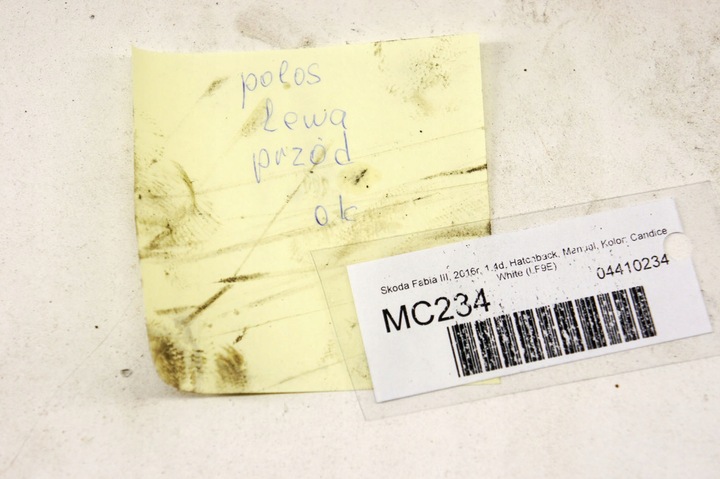 polos
lewa
przód
ok
Skoda Fabia III, 2016r, 1.4d, Hatchback, Manual, Kolor: Candice
White (LF9E)
04410234
MC234